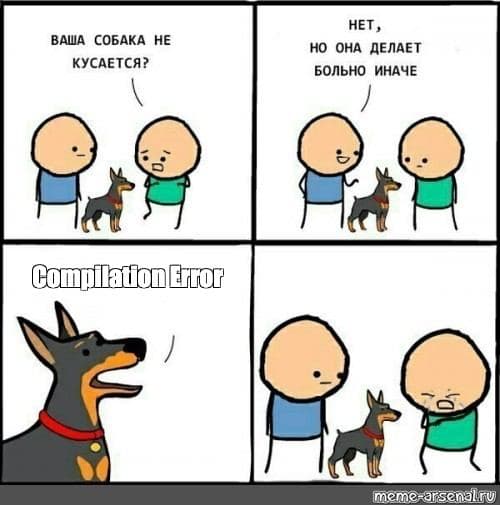 ВАША СОБАКА НЕ
КУСАЕТСЯ?
НЕТ,
НО ОНА ДЕЛАЕТ
БОЛЬНО ИНАЧЕ
Compilation Error
meme-arsenal.ru